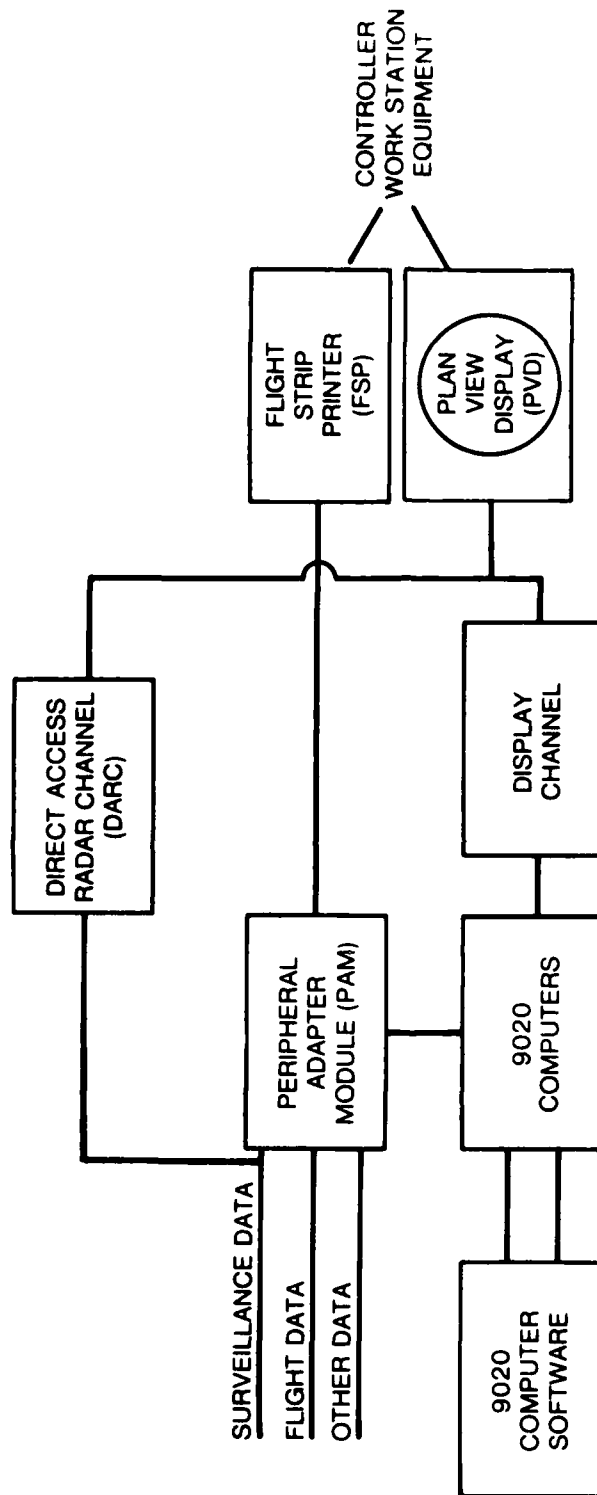 DIRECT ACCESS
RADAR CHANNEL
(DARC)
SURVEILLANCE DATA
FLIGHT DATA
OTHER DATA
PERIPHERAL
ADAPTER
MODULE (PAM)
FLIGHT
STRIP
PRINTER
(FSP)
CONTROLLER
WORK STATION
EQUIPMENT
9020
COMPUTER
SOFTWARE
9020
COMPUTERS
DISPLAY
CHANNEL
PLAN
VIEW
DISPLAY
(PVD)